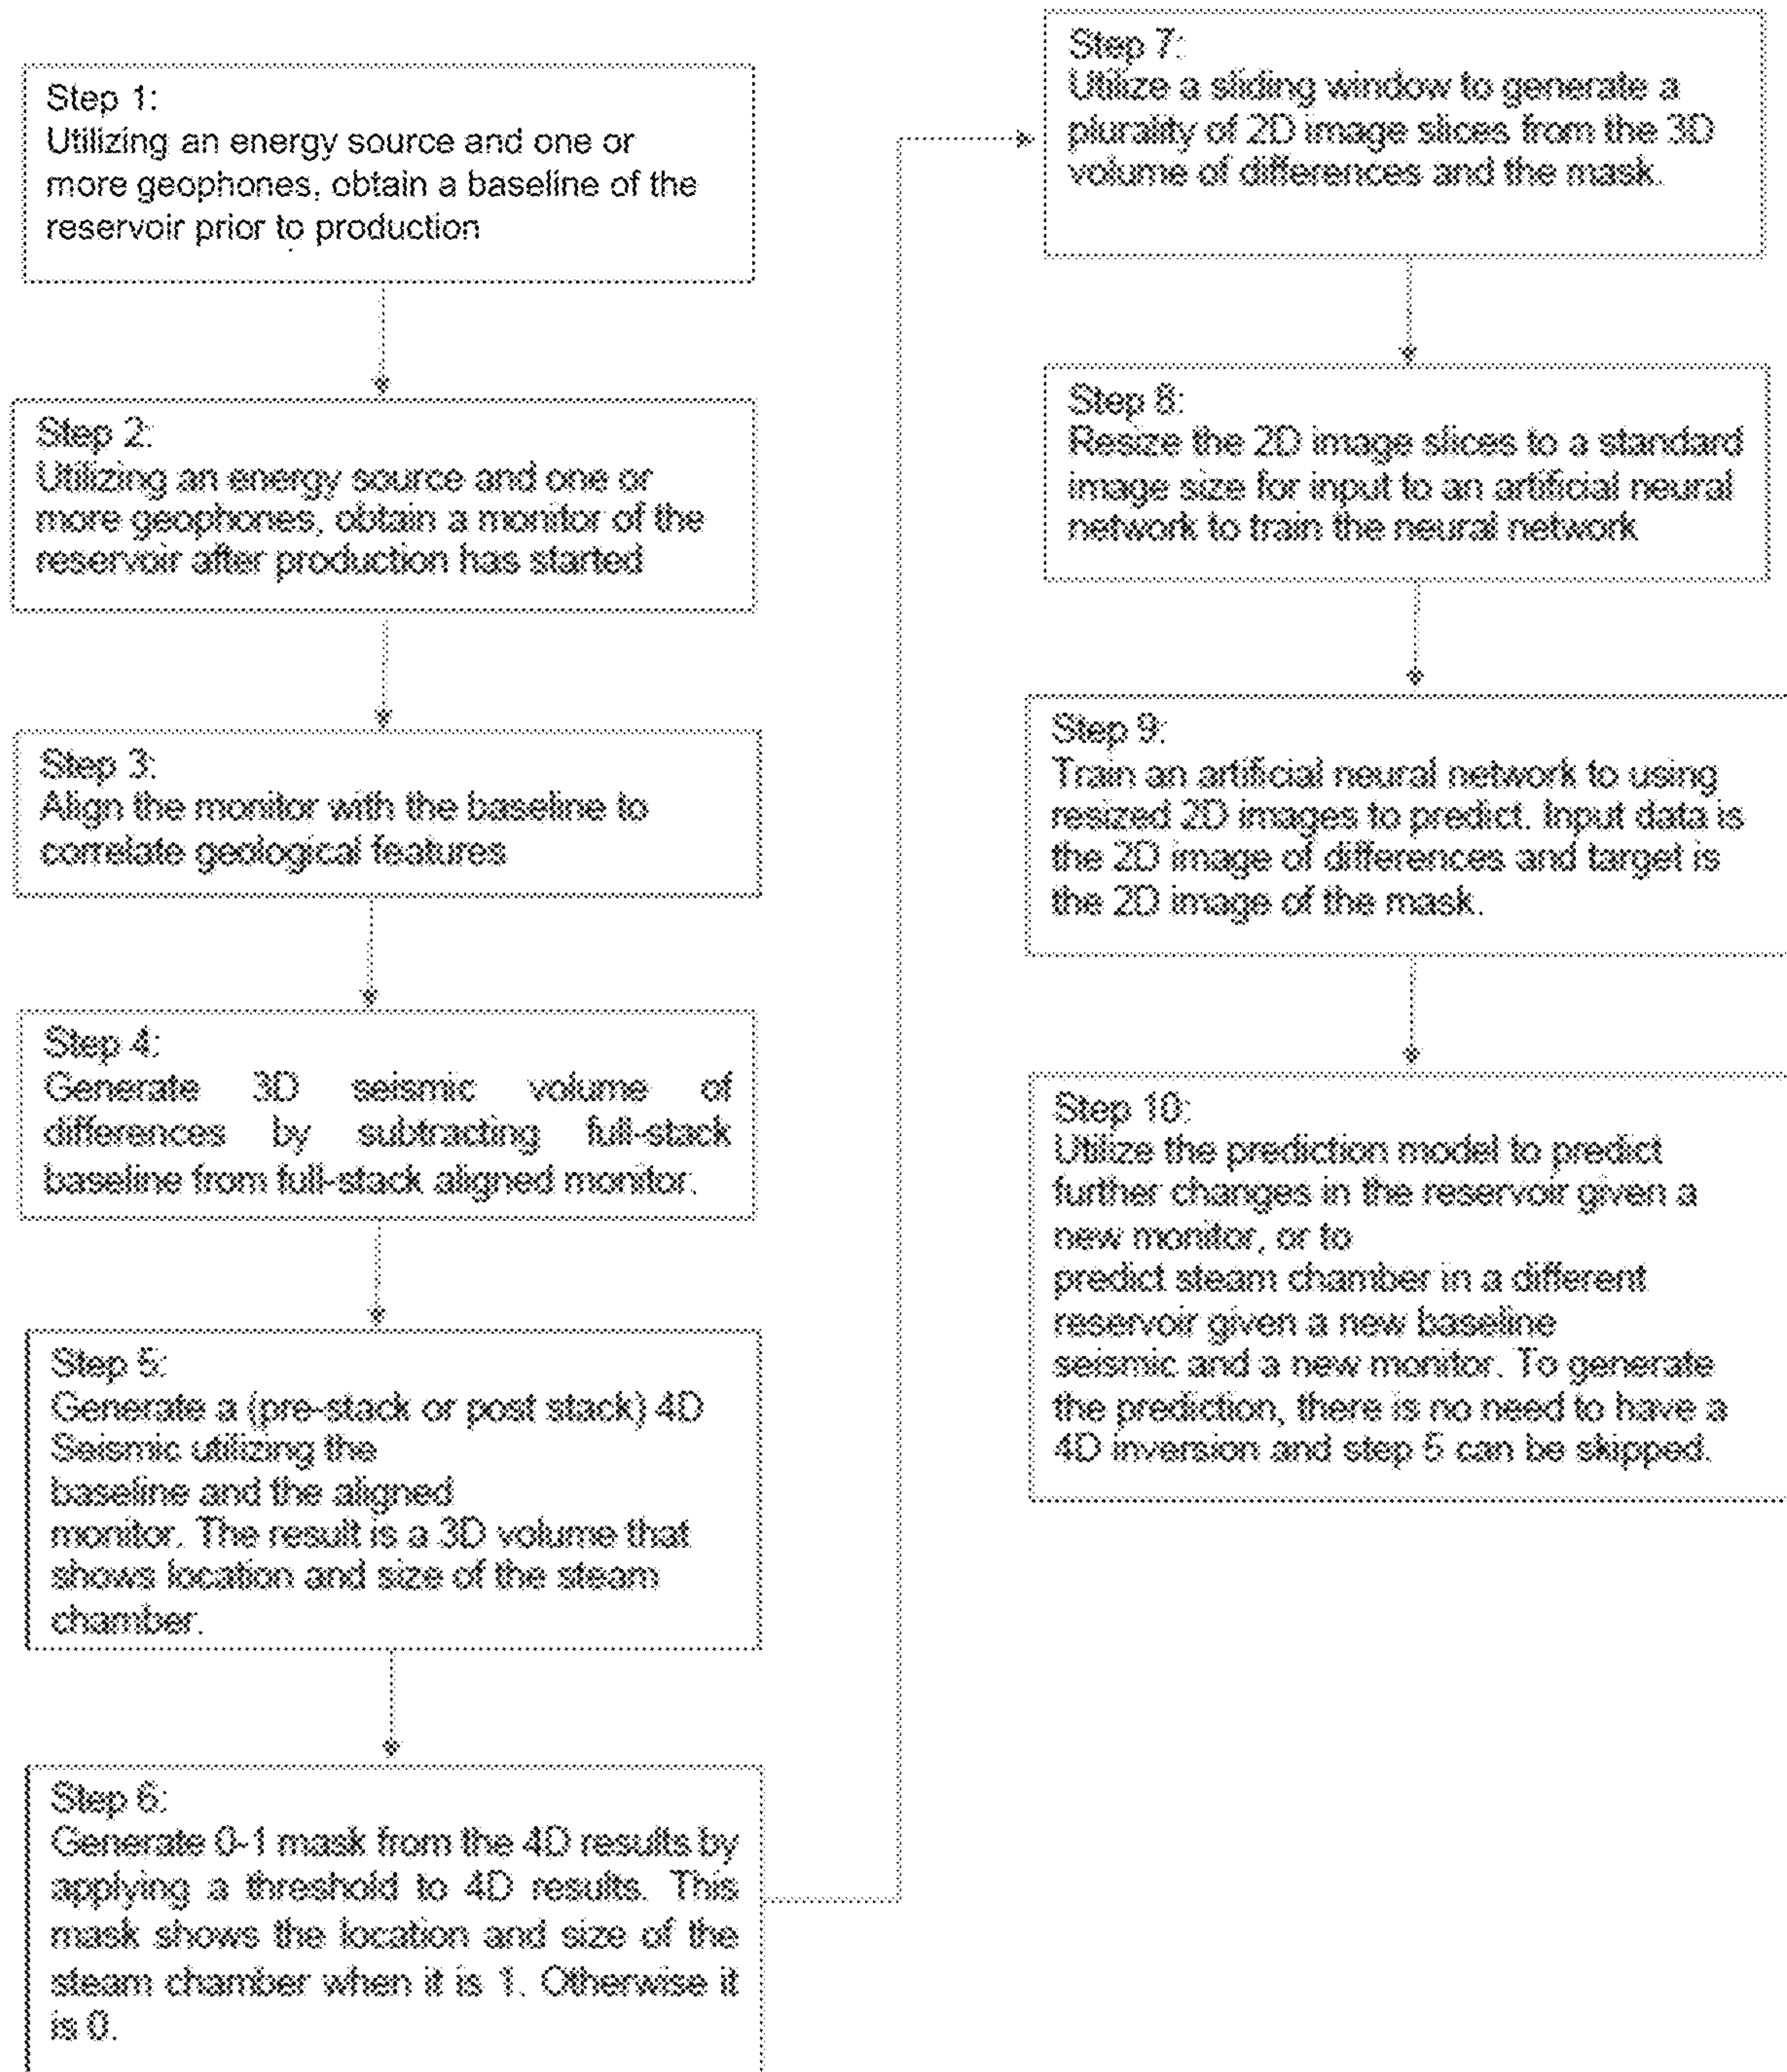 Step 1:
Utilizing an energy source and one or
more geophones, obtain a baseline of the
reservoir prior to production
Step 2:
Utilizing an energy source and one or
more geophones, obtain a monitor of the
reservoir after production has started
Step 3:
Align the monitor with the baseline to
correlate geological features
Step 4:
Generate 3D seismic volume of
differences by subtracting full-stack
baseline from full-stack aligned monitor.
Step 5:
Generate a (pre-stack or post stack) 4D
Seismic utilizing the
baseline and the aligned
monitor. The result is a 3D volume that
shows location and size of the steam
chamber.
Step 6:
Generate 0-1 mask from the 4D results by
applying a threshold to 4D results. This
mask shows the location and size of the
steam chamber when it is 1. Otherwise it
is 0.
Step 7:
Utilize a sliding window to generate a
plurality of 2D image slices from the 3D
volume of differences and the mask.
Step 8:
Resize the 2D image slices to a standard
image size for input to an artificial neural
network to train the neural network
Step 9:
Train an artificial neural network to using
resized 2D images to predict. Input data is
the 2D image of differences and target is
the 2D image of the mask.
Step 10:
Utilize the prediction model to predict
further changes in the reservoir given a
new monitor, or to
predict steam chamber in a different
reservoir given a new baseline
seismic and a new monitor. To generate
the prediction, there is no need to have a
4D inversion and step 5 can be skipped.